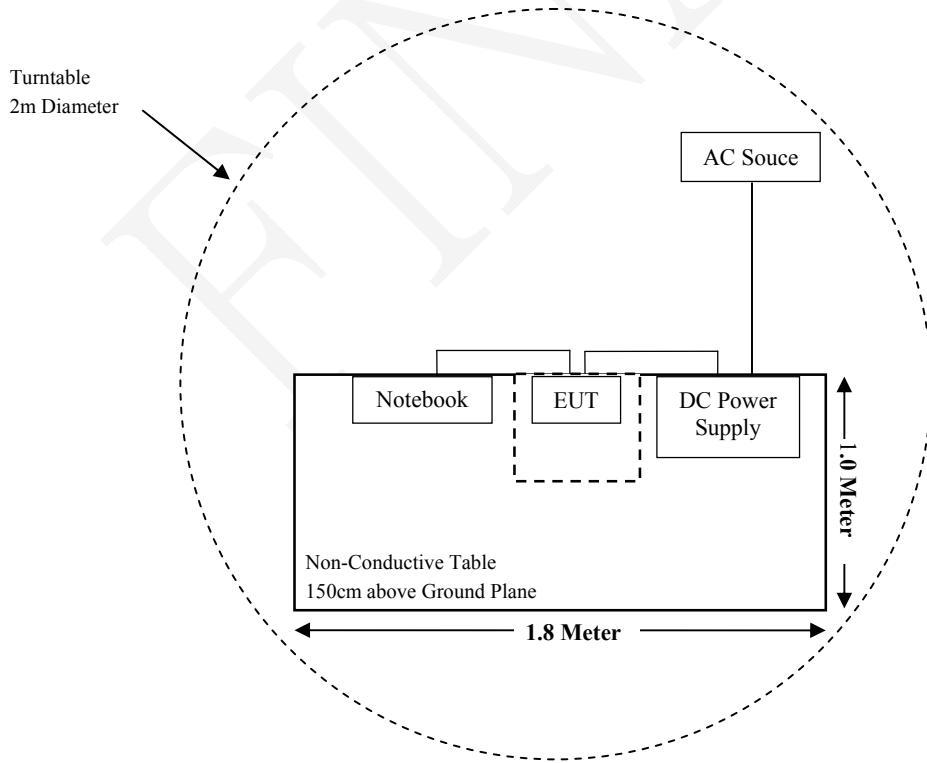 Turntable
2m Diameter
AC Souce
Notebook
EUT
DC Power
Supply
1.0 Meter
Non-Conductive Table
150cm above Ground Plane
1.8 Meter